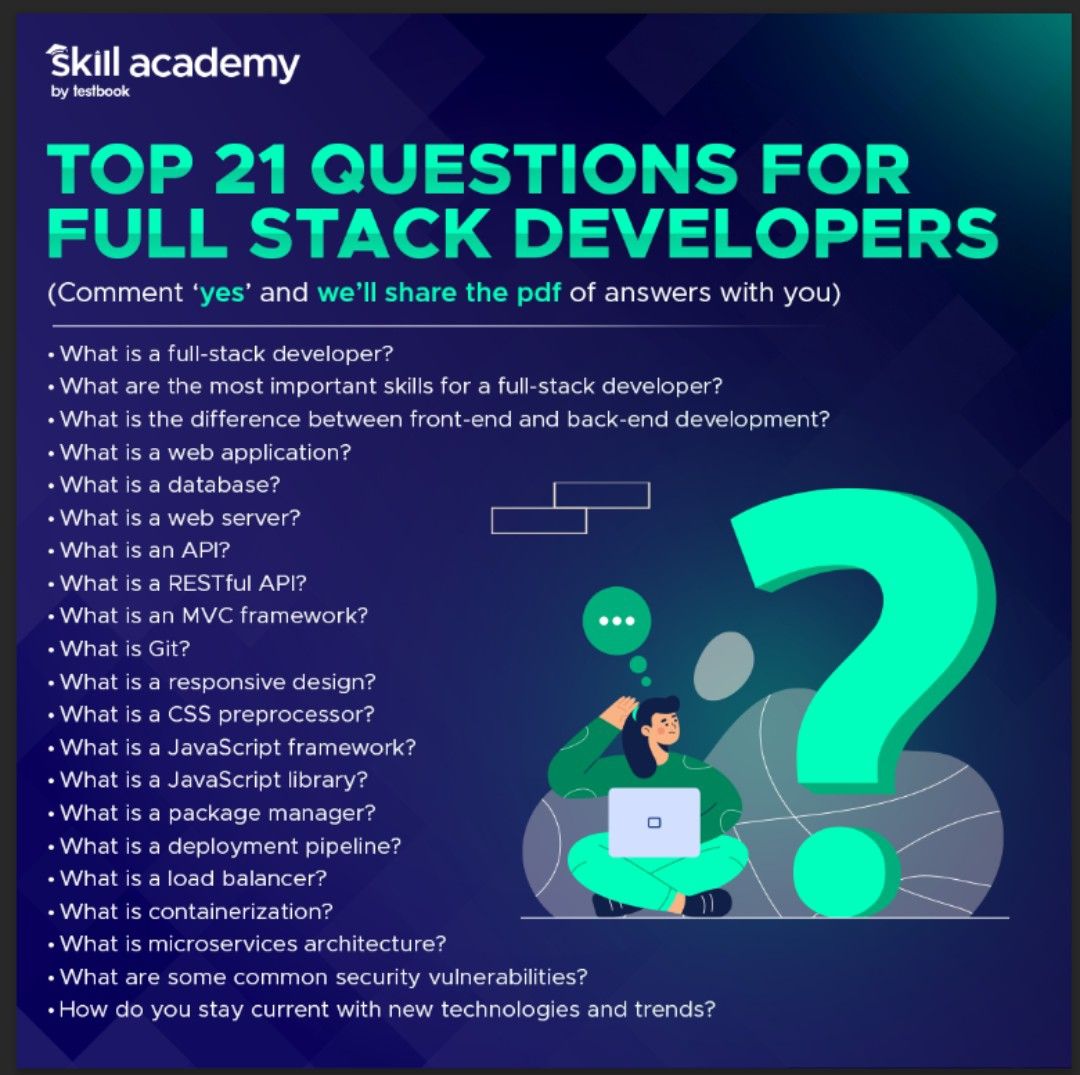 skill academy
by testbook
TOP 21 QUESTIONS FOR
FULL STACK DEVELOPERS
(Comment ‘yes’ and we’ll share the pdf of answers with you)
• What is a full-stack developer?
• What are the most important skills for a full-stack developer?
• What is the difference between front-end and back-end development?
• What is a web application?
• What is a database?
• What is a web server?
• What is an API?
• What is a RESTful API?
• What is an MVC framework?
• What is Git?
• What is a responsive design?
• What is a CSS preprocessor?
• What is a JavaScript framework?
• What is a JavaScript library?
• What is a package manager?
• What is a deployment pipeline?
• What is a load balancer?
• What is containerization?
• What is microservices architecture?
• What are some common security vulnerabilities?
• How do you stay current with new technologies and trends?